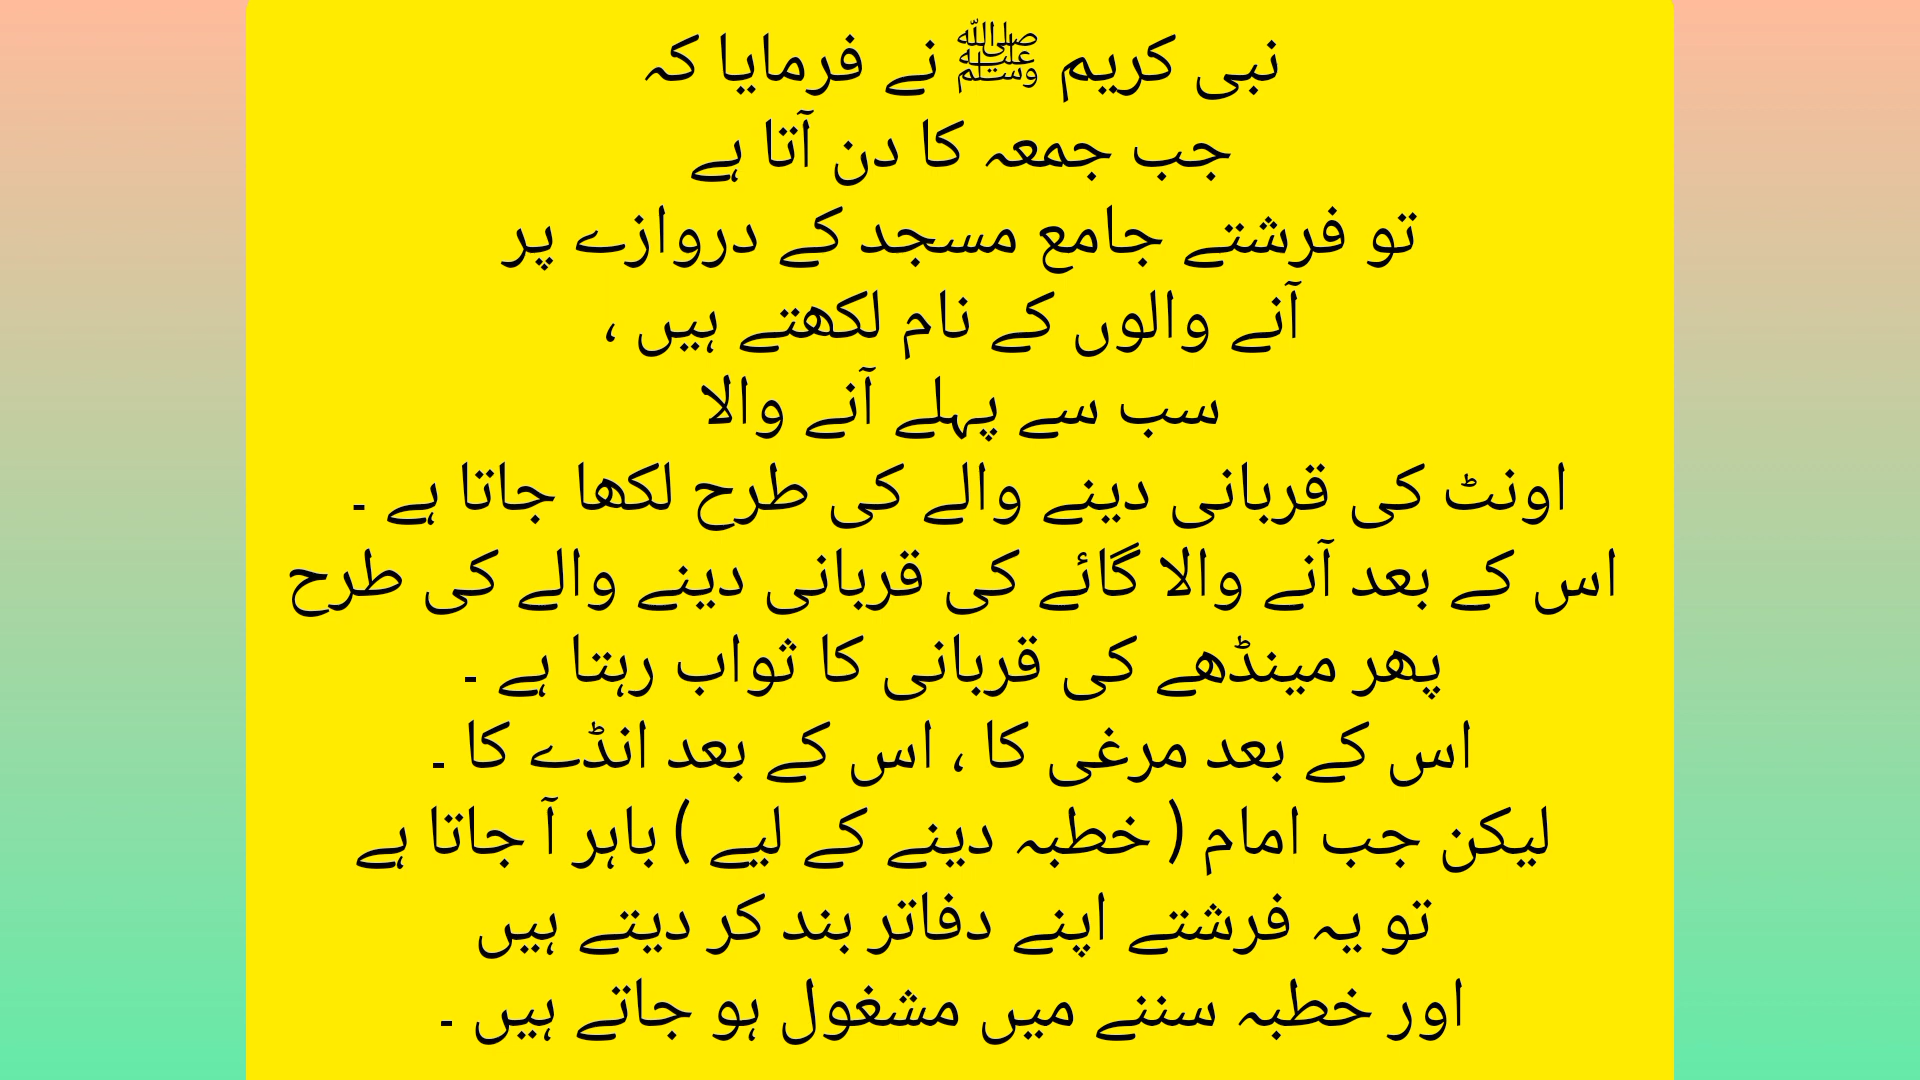 نبی کریم ﷺ نے فرمایا کہ
جب جمعہ کا دن آتا ہے
تو فرشتے جامع مسجد کے دروازے پر
آنے والوں کے نام لکھتے ہیں ،
سب سے پہلے آنے والا
اونٹ کی قربانی دینے والے کی طرح لکھا جاتا ہے ۔
اس کے بعد آنے والا گائے کی قربانی دینے والے کی طرح
پھر مینڈھے کی قربانی کا ثواب رہتا ہے ۔
اس کے بعد مرغی کا ، اس کے بعد انڈے کا ۔
لیکن جب امام ( خطبہ دینے کے لیے ) باہر آ جاتا ہے
تو یہ فرشتے اپنے دفاتر بند کر دیتے ہیں
اور خطبہ سننے میں مشغول ہو جاتے ہیں ۔